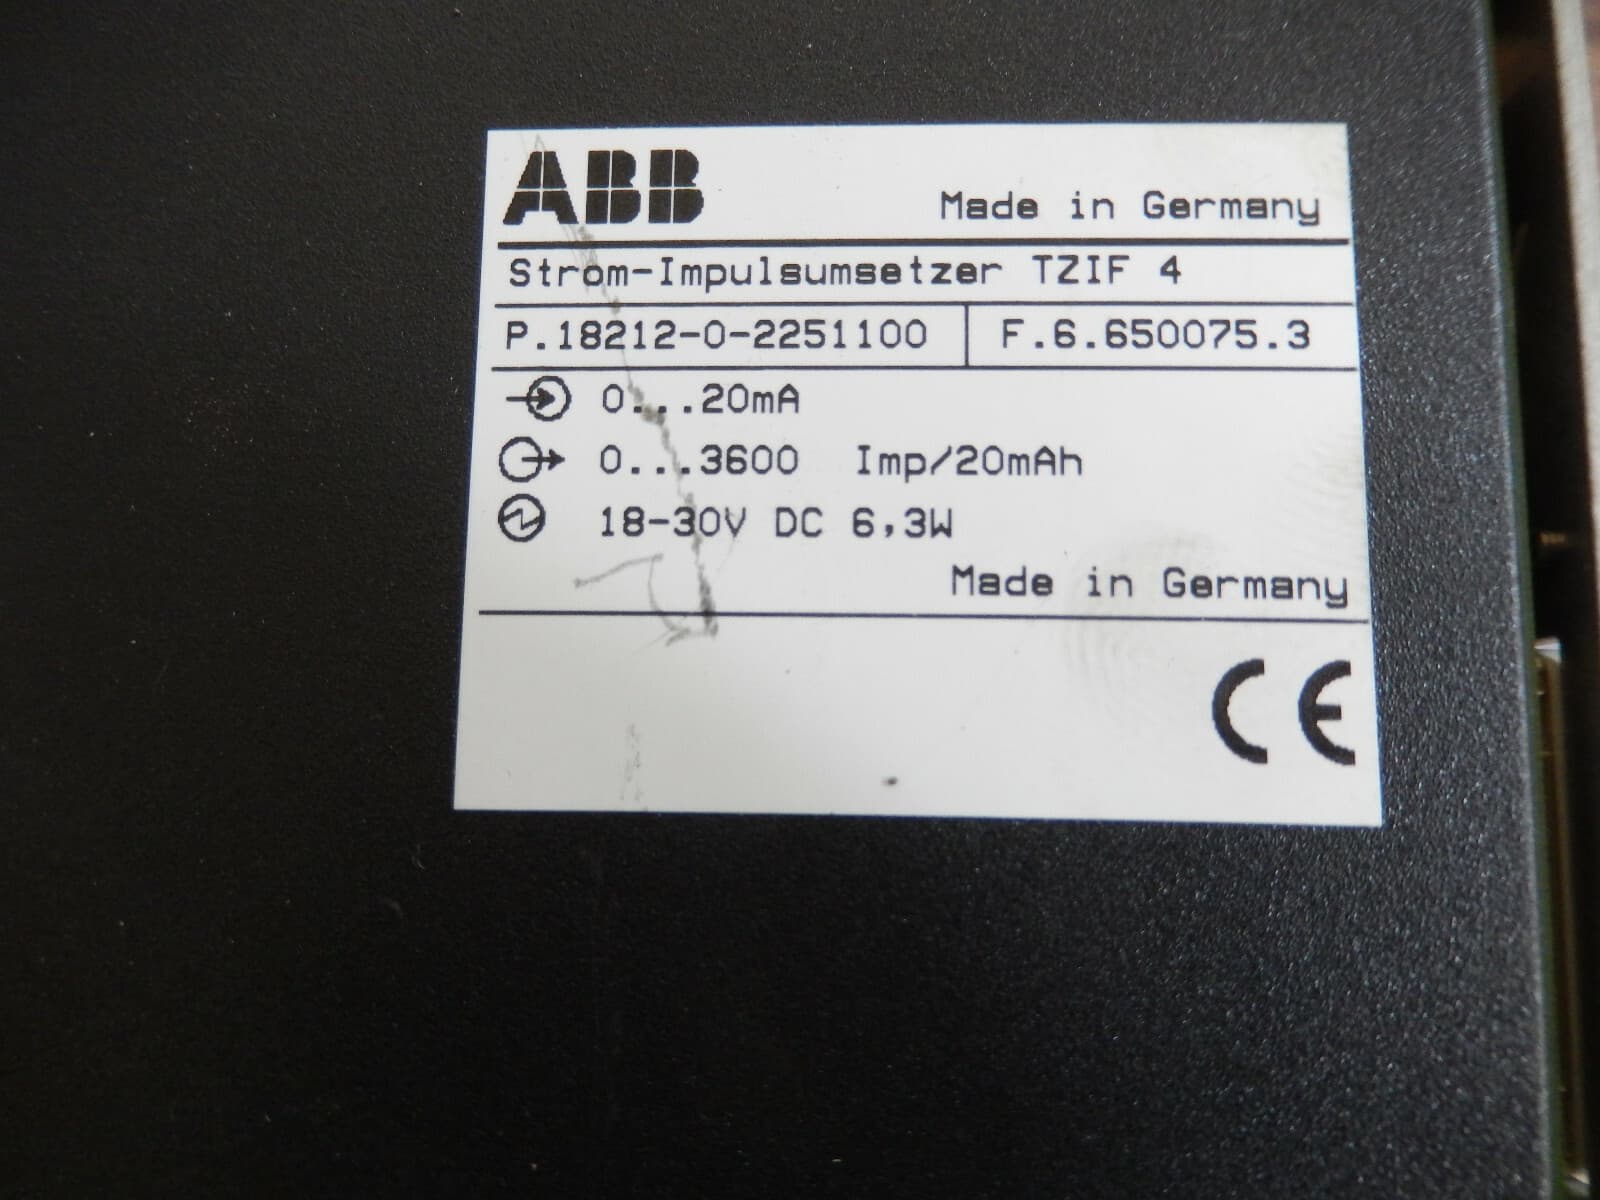 ABB
Made in Germany
Strom-Impulsumsetzer TZIF 4
P.18212-0-2251100 F.6.650075.3
0...20mA
0...3600 Imp/20mAh
18-30V DC 6,3W
Made in Germany
CE